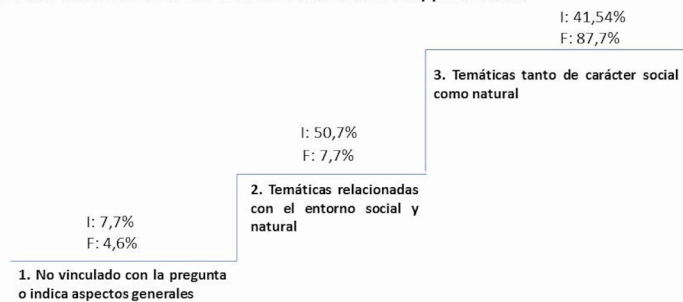 I: 41,54%
F: 87,7%
3. Temáticas tanto de carácter social
como natural
I: 50,7%
F: 7,7%
2. Temáticas relacionadas
con el entorno social y
natural
I: 7,7%
F: 4,6%
1. No vinculado con la pregunta
o indica aspectos generales